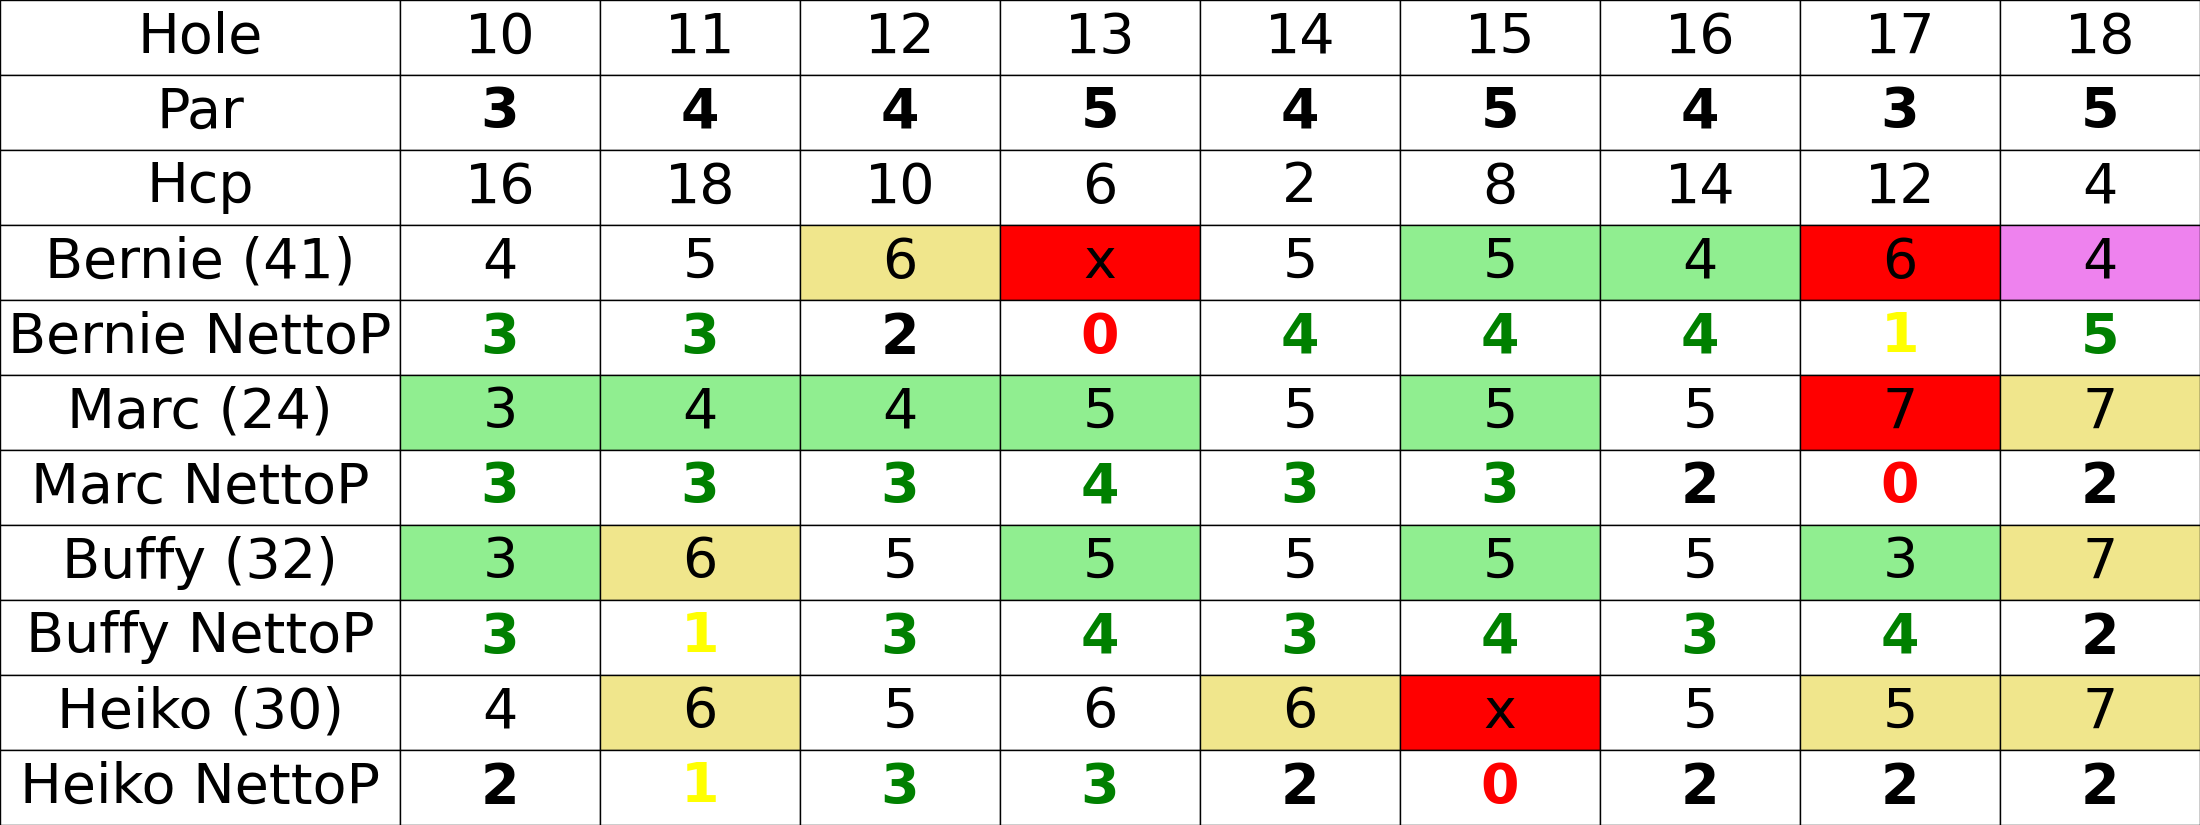 Hole 10 11 12 13 14 15 16 17 18
Par 3 4 4 5 4 5 4 3 5
Hcp 16 18 10 6 2 8 14 12 4
Bernie (41) 4 5 6 x 5 5 4 6 4
Bernie NettoP 3 3 2 0 4 4 4 1 5
Marc (24) 3 4 4 5 5 5 5 7 7
Marc NettoP 3 3 3 4 3 3 2 0 2
Buffy (32) 3 6 5 5 5 5 5 3 7
Buffy NettoP 3 1 3 4 3 4 3 4 2
Heiko (30) 4 6 5 6 6 x 5 5 7
Heiko NettoP 2 1 3 3 2 0 2 2 2